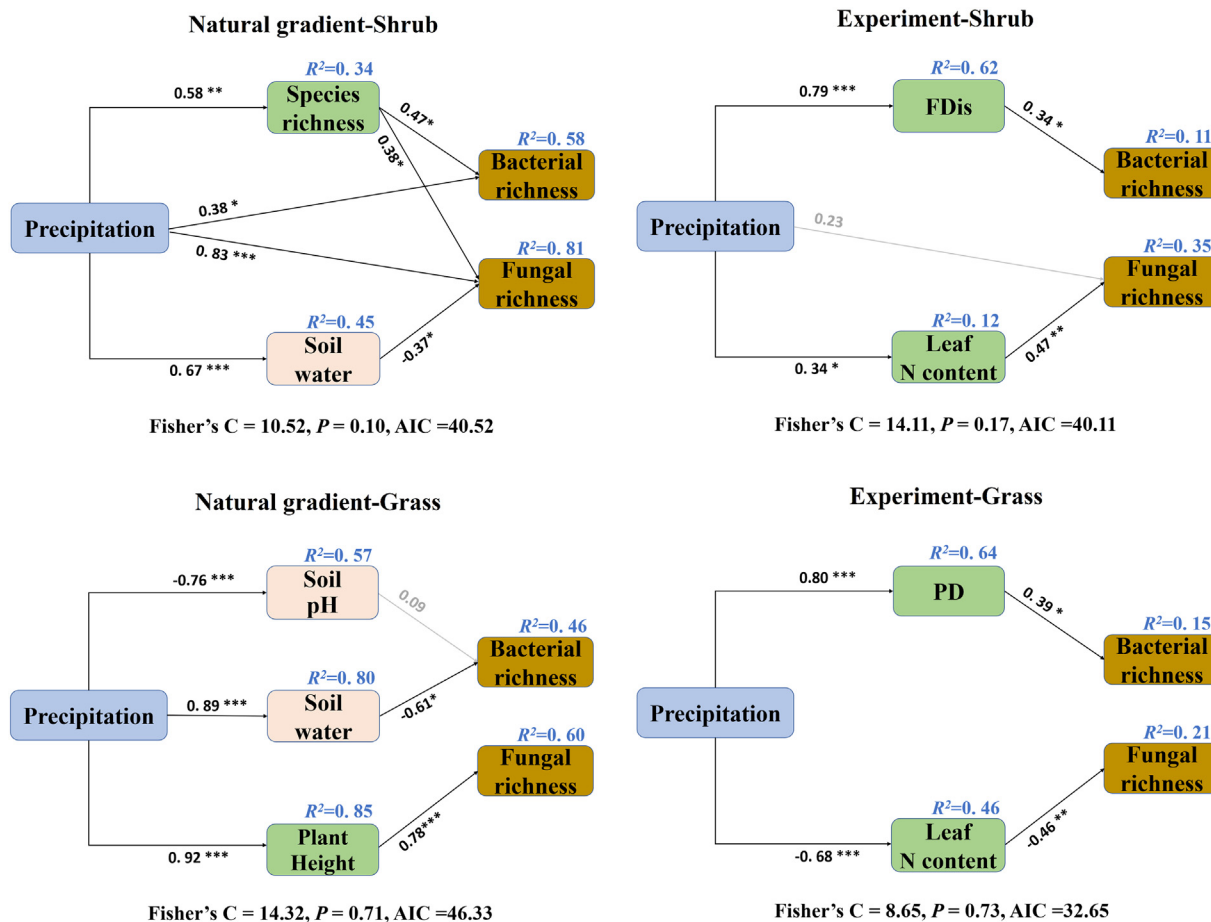 Natural gradient-Shrub
R²=0. 34
0.58 **
Species
richness
0.47*
0.38*
R²=0. 58
Bacterial
richness
Precipitation
0.38 *
0. 83 ***
R²=0. 81
Fungal
richness
R²=0. 45
Soil
water
0. 67 ***
-0.37*
Fisher’s C = 10.52, P = 0.10, AIC =40.52
Experiment-Shrub
R²=0. 62
0.79 ***
FDis
0. 34 *
R²=0. 11
Bacterial
richness
Precipitation
0.23
R²=0. 35
Fungal
richness
R²=0. 12
Leaf
N content
0. 34 *
0.47 **
Fisher’s C = 14.11, P = 0.17, AIC =40.11
Natural gradient-Grass
R²=0. 57
-0.76 ***
Soil
pH
0.09
R²=0. 46
Bacterial
richness
R²=0. 80
Precipitation
0. 89 ***
Soil
water
-0.61*
R²=0. 60
Fungal
richness
R²=0. 85
Plant
Height
0. 92 ***
0.78***
Fisher’s C = 14.32, P = 0.71, AIC =46.33
Experiment-Grass
R²=0. 64
0.80 ***
PD
0. 39 *
R²=0. 15
Bacterial
richness
Precipitation
R²=0. 21
Fungal
richness
R²=0. 46
Leaf
N content
-0. 68 ***
-0.46 **
Fisher’s C = 8.65, P = 0.73, AIC =32.65